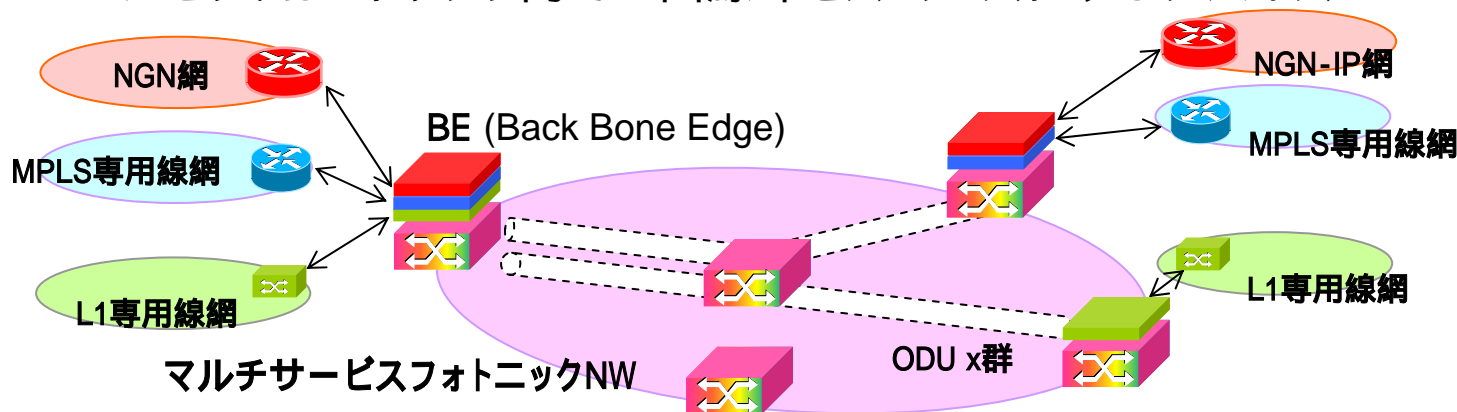 NGN網
NGN-IP網
BE (Back Bone Edge)
MPLS専用線網
MPLS専用線網
L1専用線網
L1専用線網
ODU x群
マルチサービスフォトニックNW